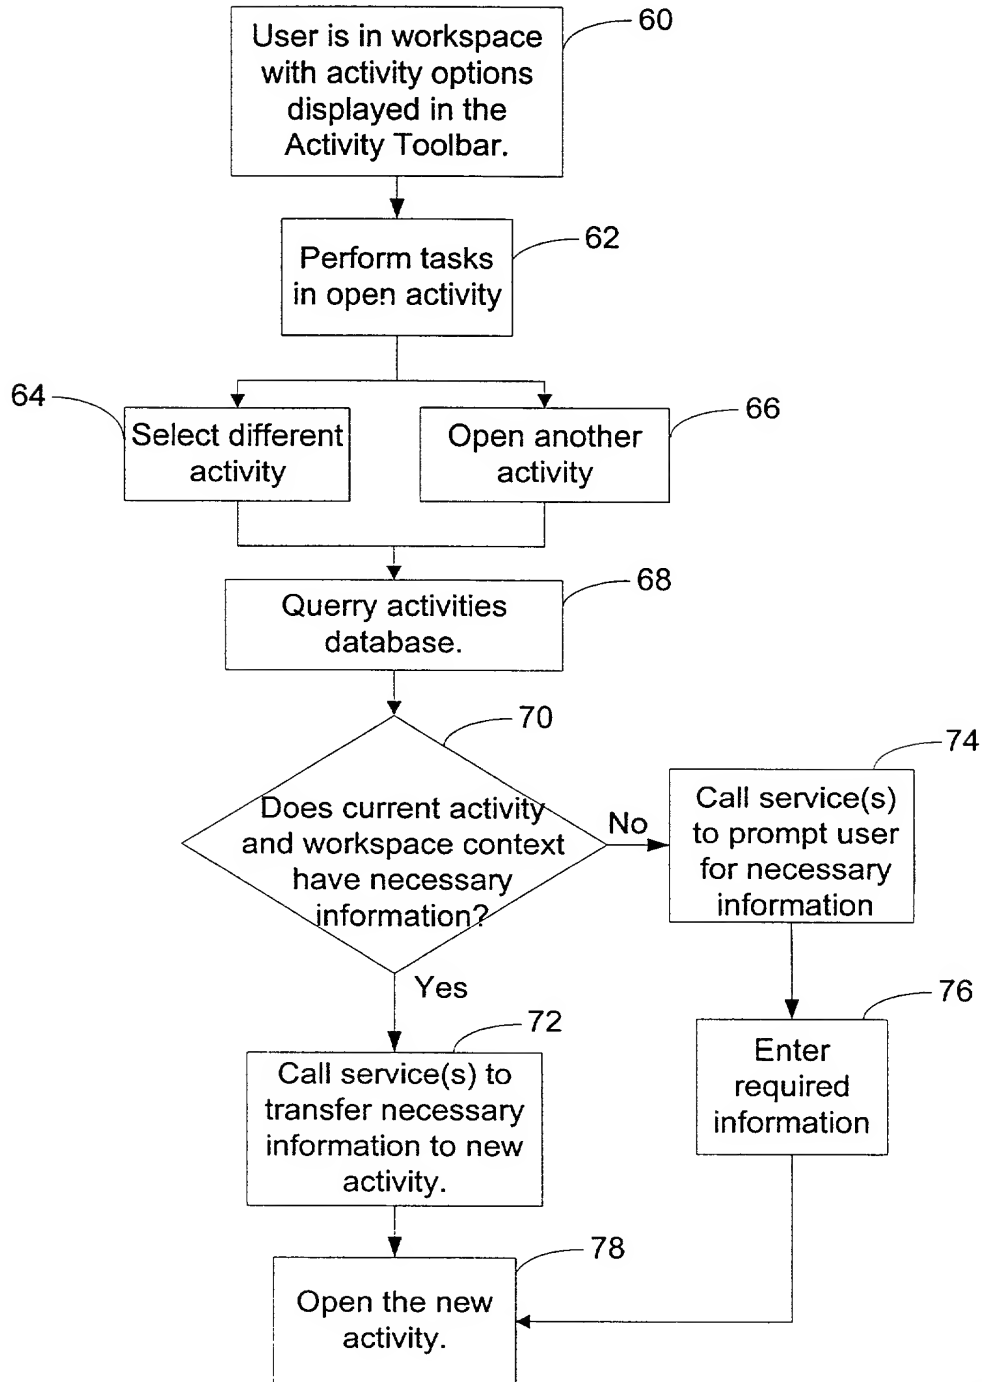 60
User is in workspace
with activity options
displayed in the
Activity Toolbar.
62
Perform tasks
in open activity
64
Select different
activity
66
Open another
activity
68
Querry activities
database.
70
Does current activity
and workspace context
have necessary
information?
No
74
Call service(s)
to prompt user
for necessary
information
Yes
76
Enter
required
information
72
Call service(s) to
transfer necessary
information to new
activity.
78
Open the new
activity.